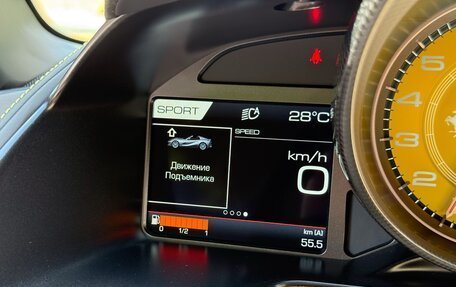 SPORT
28°C
SPEED
km/h
0
Движение
Подъемника
0 1/2 1
km [A]
55.5
5
4
3
2